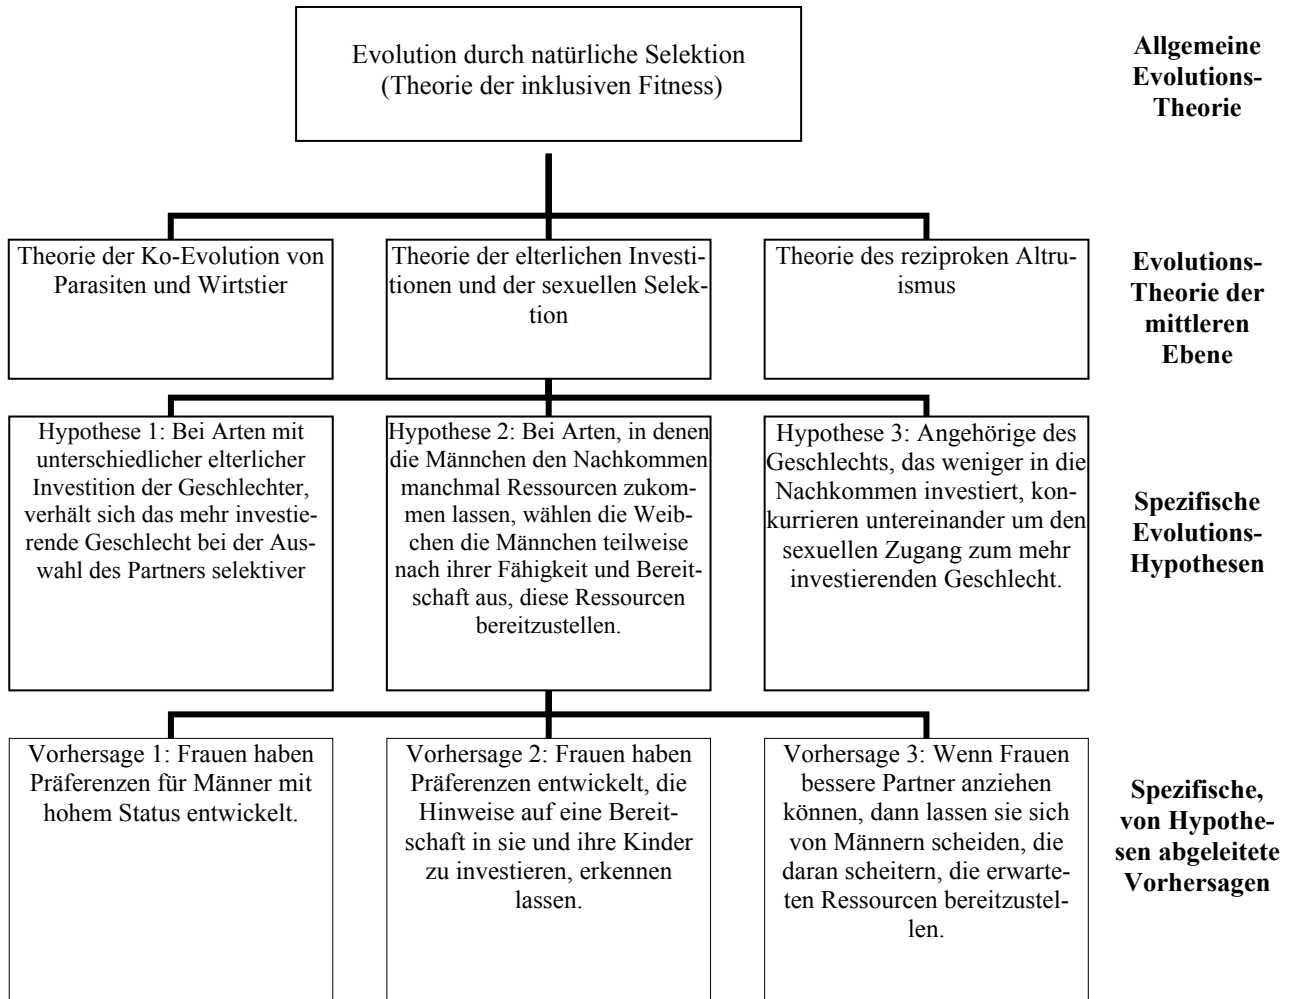 Evolution durch natürliche Selektion
(Theorie der inklusiven Fitness)
Allgemeine
Evolutions-
Theorie
Theorie der Ko-Evolution von
Parasiten und Wirtstier
Theorie der elterlichen Investi-
tionen und der sexuellen Selek-
tion
Theorie des reziproken Altru-
ismus
Evolutions-
Theorie der
mittleren
Ebene
Hypothese 1: Bei Arten mit
unterschiedlicher elterlicher
Investition der Geschlechter,
verhält sich das mehr investie-
rende Geschlecht bei der Aus-
wahl des Partners selektiver
Hypothese 2: Bei Arten, in denen
die Männchen den Nachkommen
manchmal Ressourcen zukom-
men lassen, wählen die Weib-
chen die Männchen teilweise
nach ihrer Fähigkeit und Bereit-
schaft aus, diese Ressourcen
bereitzustellen.
Hypothese 3: Angehörige des
Geschlechts, das weniger in die
Nachkommen investiert, kon-
kurrieren untereinander um den
sexuellen Zugang zum mehr
investierenden Geschlecht.
Spezifische
Evolutions-
Hypothesen
Vorhersage 1: Frauen haben
Präferenzen für Männer mit
hohem Status entwickelt.
Vorhersage 2: Frauen haben
Präferenzen entwickelt, die
Hinweise auf eine Bereit-
schaft in sie und ihre Kinder
zu investieren, erkennen
lassen.
Vorhersage 3: Wenn Frauen
bessere Partner anziehen
können, dann lassen sie sich
von Männern scheiden, die
daran scheitern, die erwarte-
ten Ressourcen bereitzustel-
len.
Spezifische,
von Hypothe-
sen abgeleitete
Vorhersagen